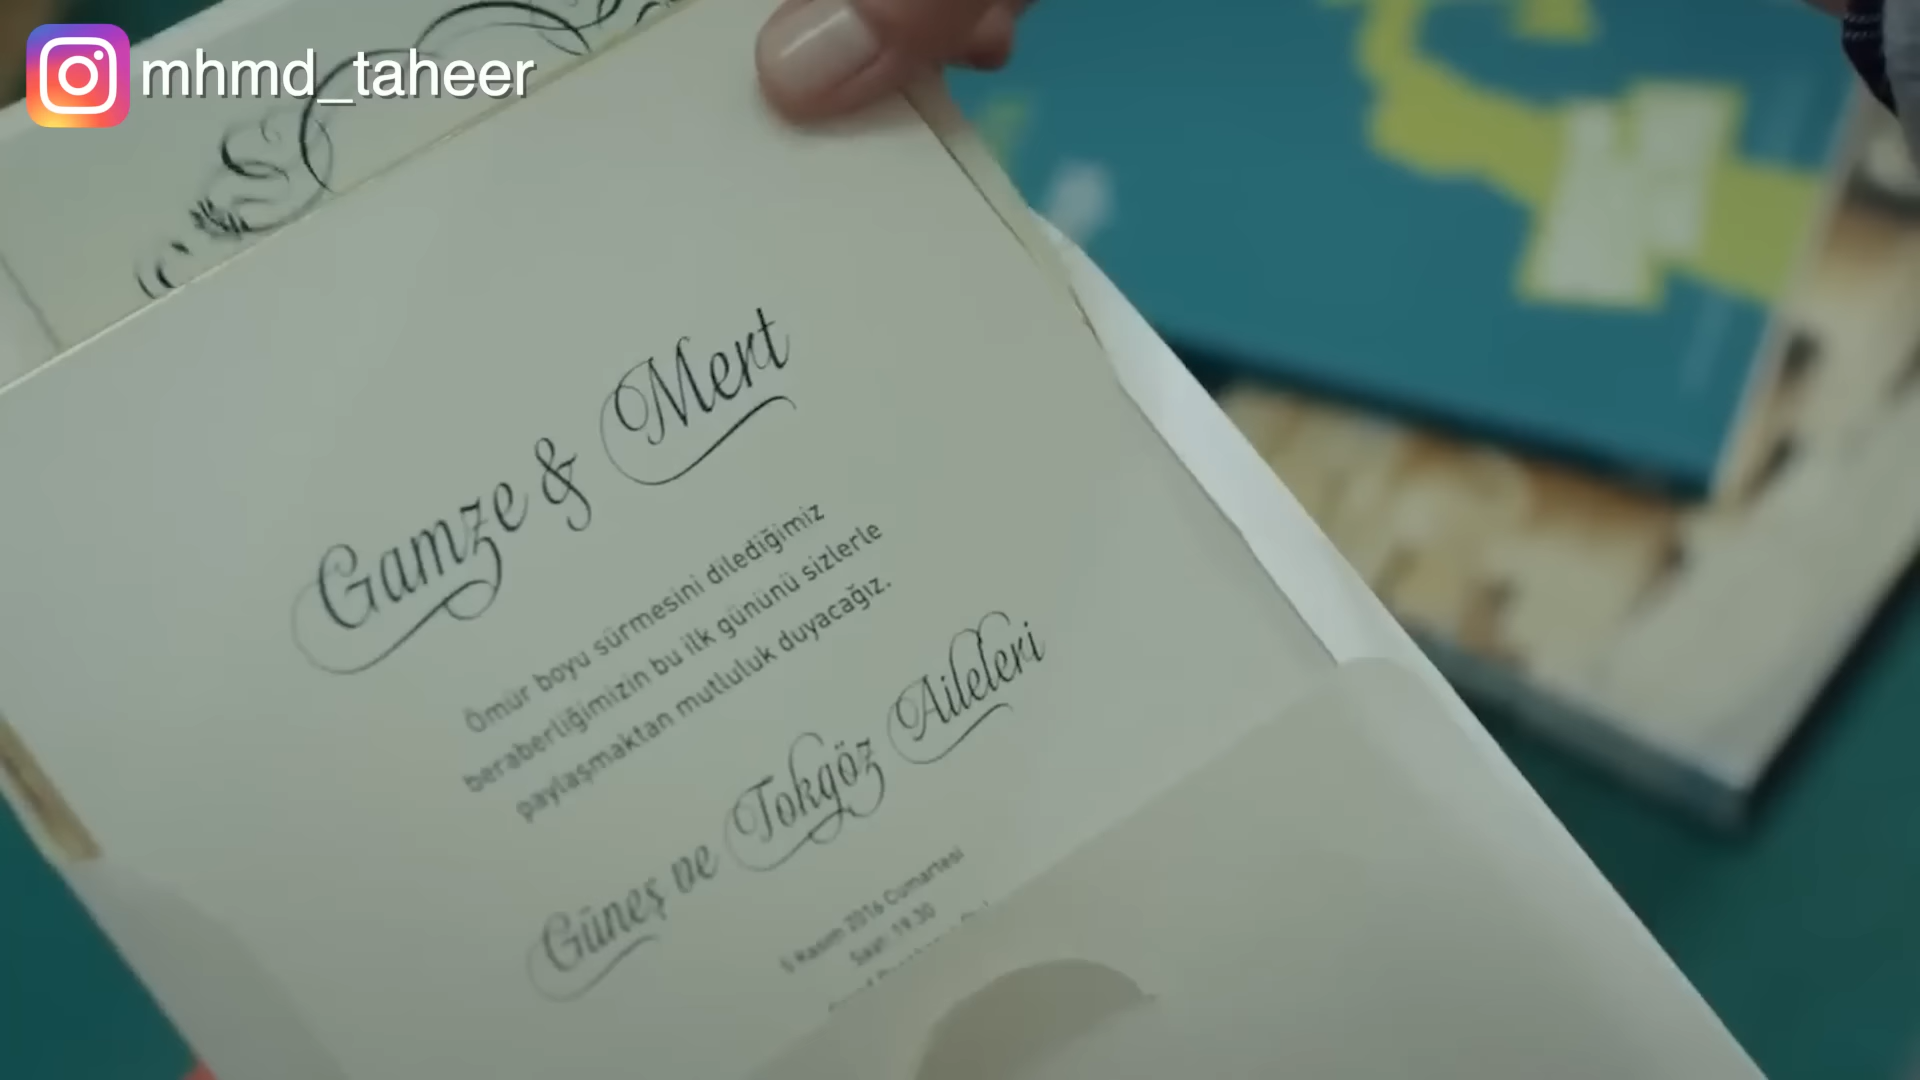 mhmd_taheer
Gamze & Mert
Ömür boyu sürmesini dilediğimiz
beraberliğimizin bu ilk gününü sizlerle
paylaşmaktan mutluluk duyacağız.
Güneş ve Tokgöz Aileleri
5 Kasım 2016 Cumartesi
Saat: 19.30